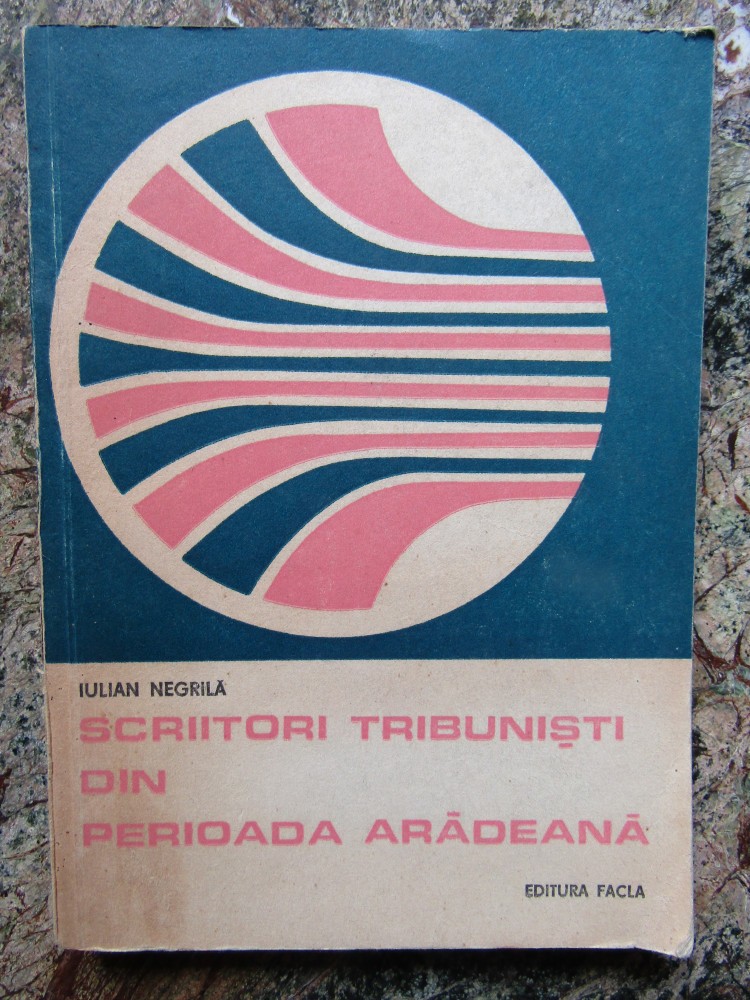 IULIAN NEGRILĂ
SCRIITORI TRIBUNIȘTI
DIN
PERIOADA ARĂDEANĂ
EDITURA FACLA